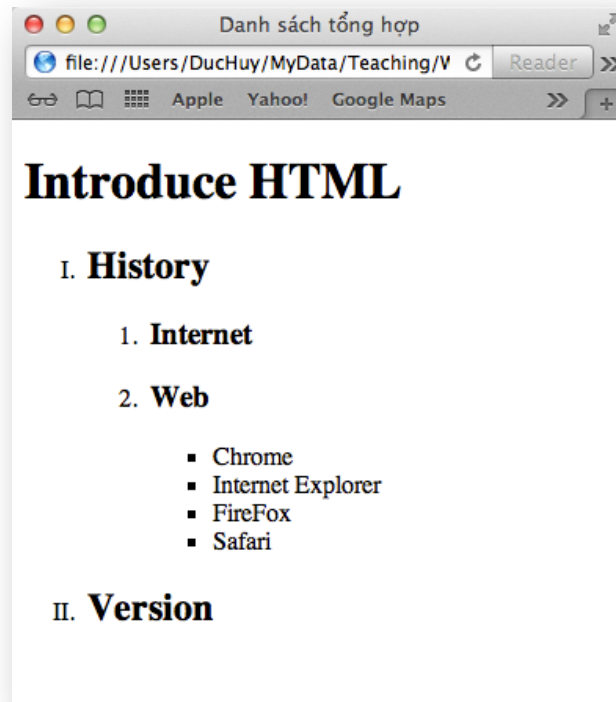 Danh sách tổng hợp
file:///Users/DucHuy/MyData/Teaching/W Reader
Apple Yahoo! Google Maps
Introduce HTML
I. History
1. Internet
2. Web
▪ Chrome
▪ Internet Explorer
▪ FireFox
▪ Safari
II. Version